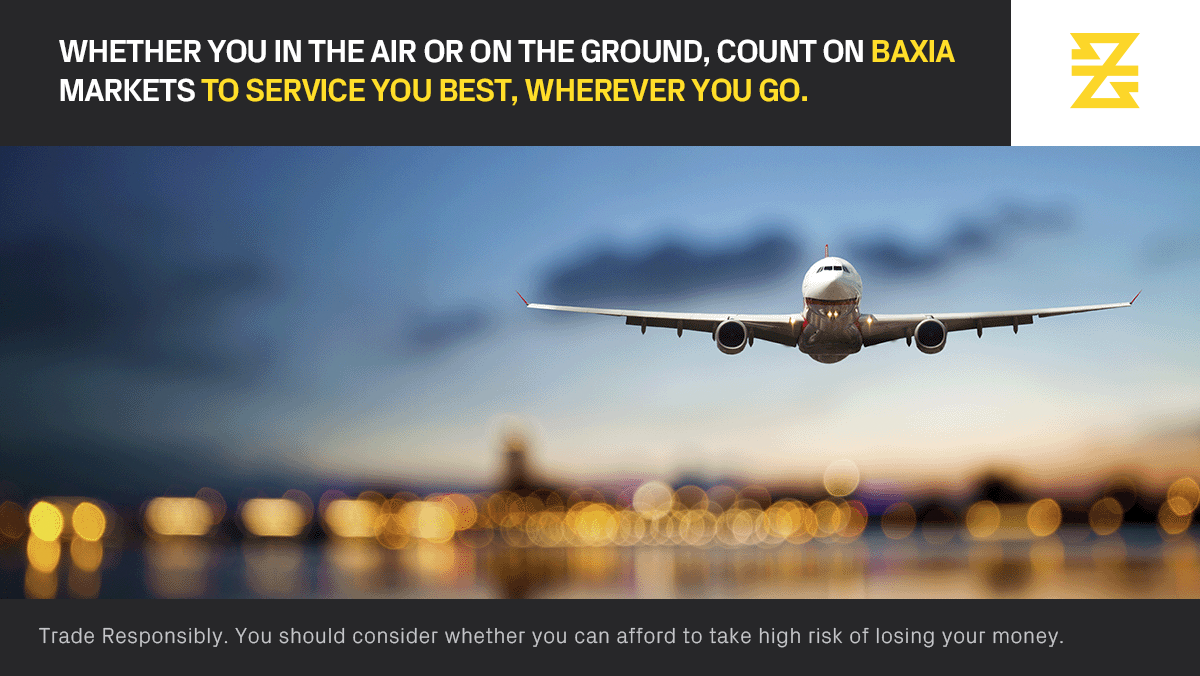 WHETHER YOU IN THE AIR OR ON THE GROUND, COUNT ON BAXIA
MARKETS TO SERVICE YOU BEST, WHEREVER YOU GO.
Trade Responsibly. You should consider whether you can afford to take high risk of losing your money.